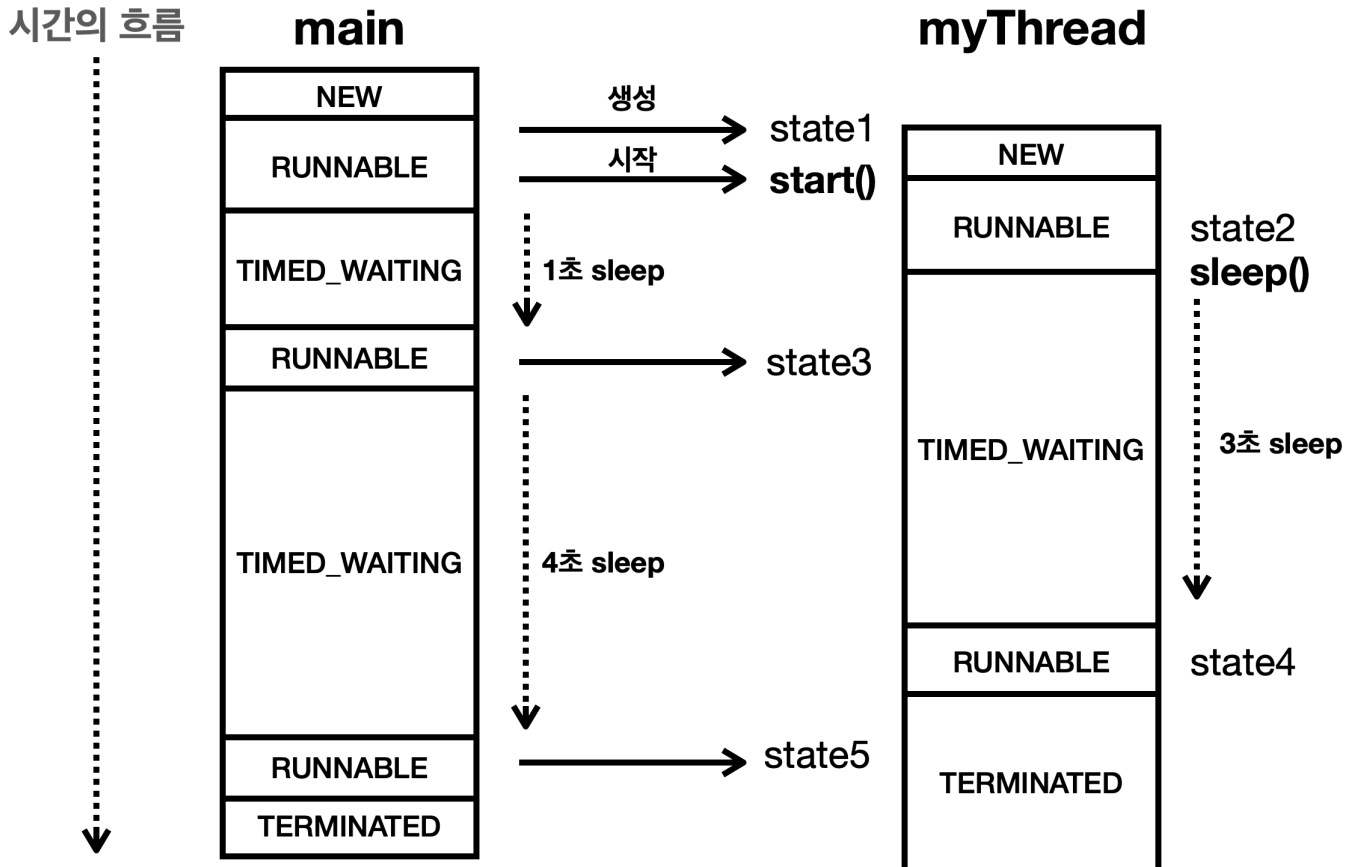 시간의 흐름
main
myThread
NEW
생성
state1
시작
start()
RUNNABLE
NEW
RUNNABLE
state2
sleep()
TIMED_WAITING
1초 sleep
RUNNABLE
state3
TIMED_WAITING
3초 sleep
TIMED_WAITING
4초 sleep
RUNNABLE
state4
RUNNABLE
state5
TERMINATED
TERMINATED